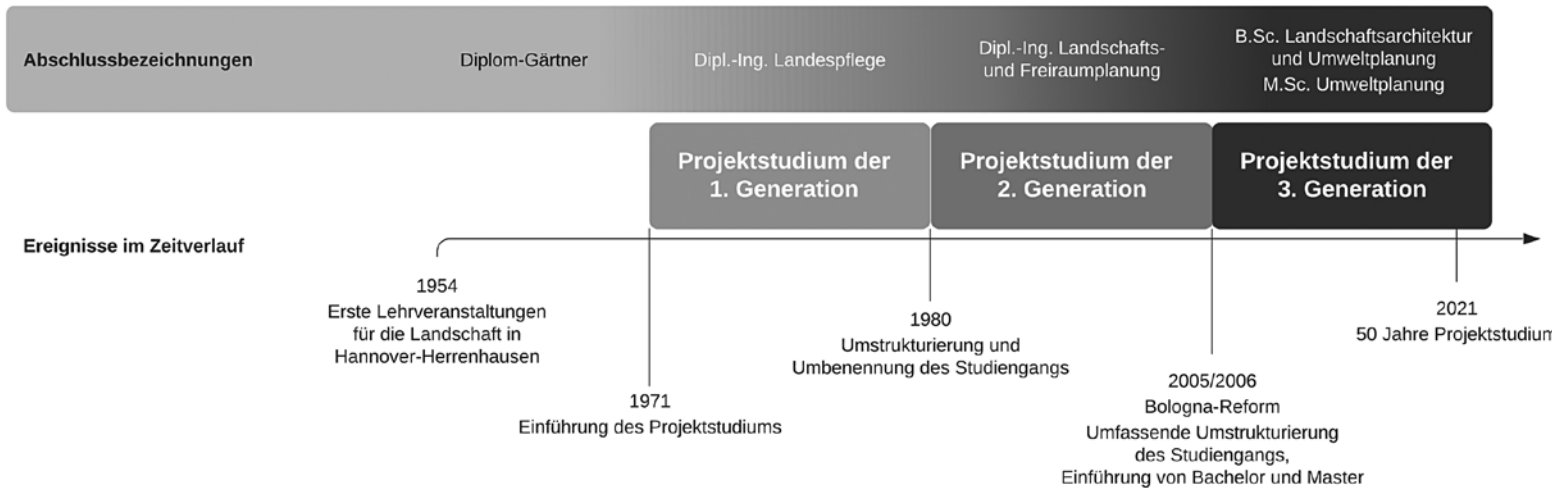 Abschlussbezeichnungen
Diplom-Gärtner
Dipl.-Ing. Landespflege
Dipl.-Ing. Landschafts-
und Freiraumplanung
B.Sc. Landschaftsarchitektur
und Umweltplanung
M.Sc. Umweltplanung
Projektstudium der
1. Generation
Projektstudium der
2. Generation
Projektstudium der
3. Generation
Ereignisse im Zeitverlauf
1954
Erste Lehrveranstaltungen
für die Landschaft in
Hannover-Herrenhausen
1971
Einführung des Projektstudiums
1980
Umstrukturierung und
Umbenennung des Studiengangs
2005/2006
Bologna-Reform
Umfassende Umstrukturierung
des Studiengangs,
Einführung von Bachelor und Master
2021
50 Jahre Projektstudium